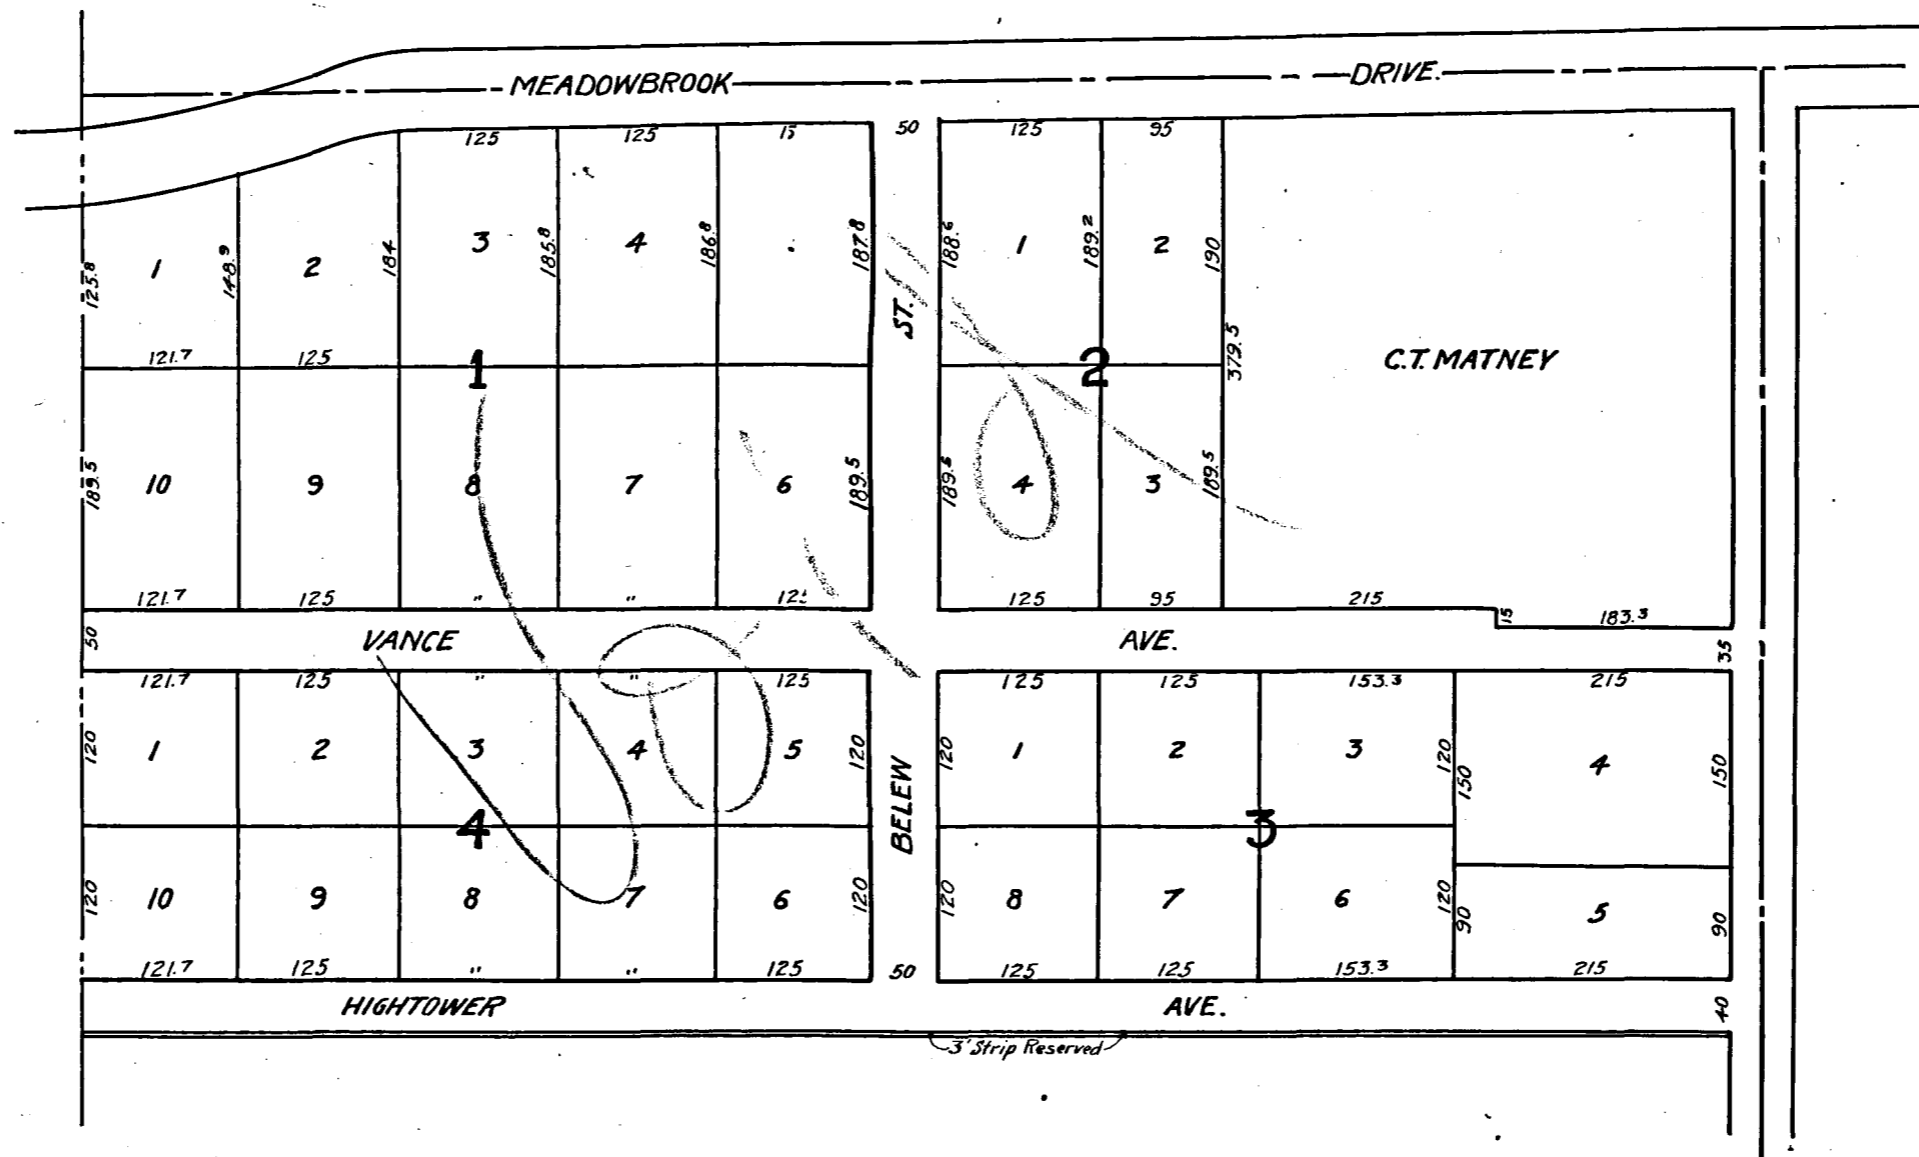 MEADOWBROOK DRIVE.
125 125 50 125 95
125.8 1 148.9 2 184 3 185.8 4 186.8 187.8 ST. 188.6 1 189.2 2 190
121.7 125 1 2 379.5 C.T. MATNEY
189.5 10 9 8 7 6 189.5 189.5 4 3 189.5
121.7 125 " " 125 95 215 15 183.3
50 VANCE AVE. 35
121.7 125 " " 125 125 125 153.3 215
120 1 2 3 4 5 120 BELEW 120 1 2 3 120 150 4 150
4 3
120 10 9 8 7 6 120 120 8 7 6 120 90 5 90
121.7 125 " " 125 50 125 125 153.3 215
HIGHTOWER AVE. 40
3' Strip Reserved